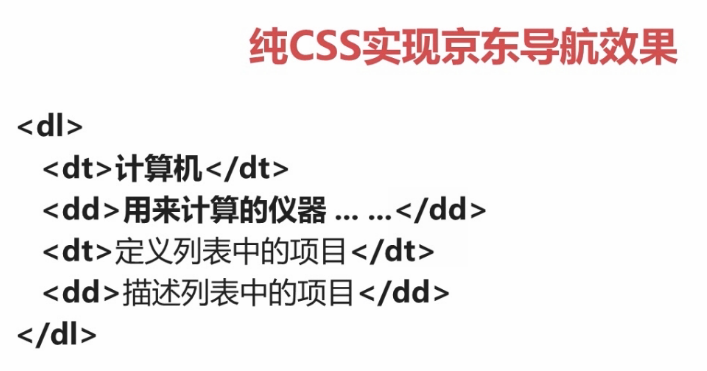 纯CSS实现京东导航效果
<dl>
<dt>计算机</dt>
<dd>用来计算的仪器 ... ...</dd>
<dt>定义列表中的项目</dt>
<dd>描述列表中的项目</dd>
</dl>